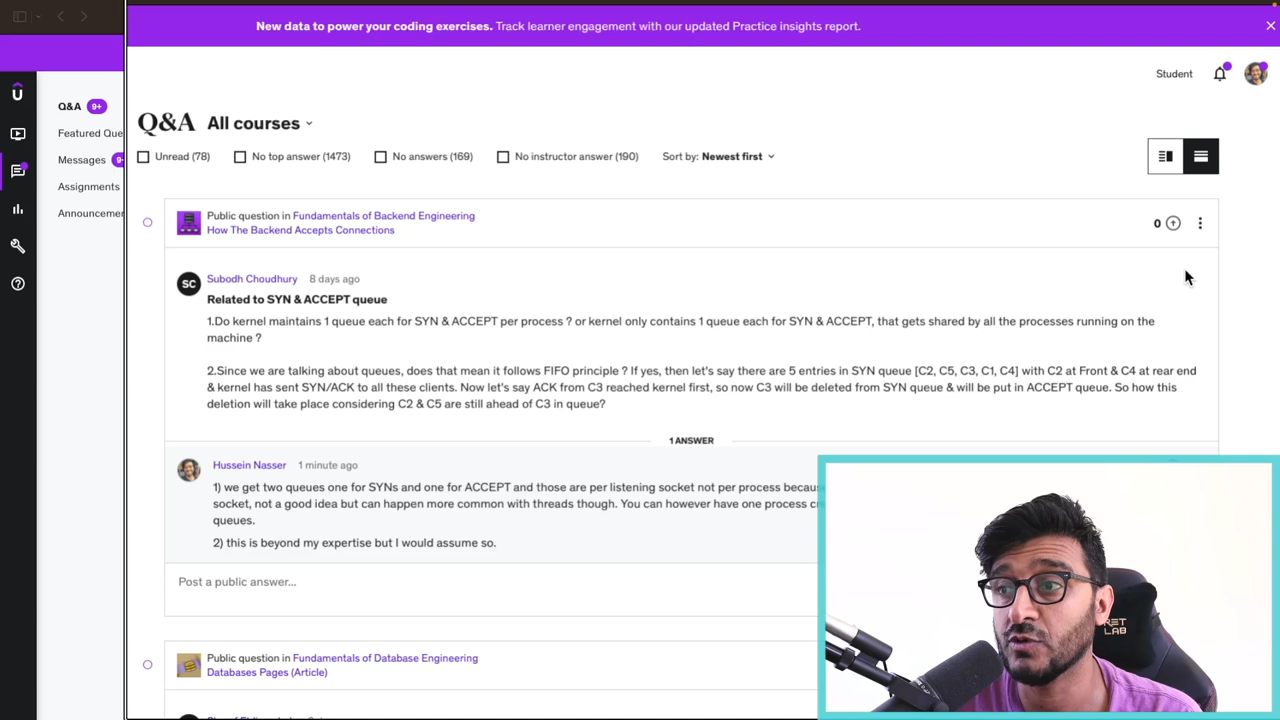 New data to power your coding exercises. Track learner engagement with our updated Practice insights report.
Student
Q&A 9+
Featured Que
Messages 9+
Assignments
Announcemen
Q&A All courses
Unread (78) No top answer (1473) No answers (169) No instructor answer (190) Sort by: Newest first
Public question in Fundamentals of Backend Engineering
How The Backend Accepts Connections
0
SC
Subodh Choudhury 8 days ago
Related to SYN & ACCEPT queue
1.Do kernel maintains 1 queue each for SYN & ACCEPT per process ? or kernel only contains 1 queue each for SYN & ACCEPT, that gets shared by all the processes running on the
machine ?
2.Since we are talking about queues, does that mean it follows FIFO principle ? If yes, then let's say there are 5 entries in SYN queue [C2, C5, C3, C1, C4] with C2 at Front & C4 at rear end
& kernel has sent SYN/ACK to all these clients. Now let's say ACK from C3 reached kernel first, so now C3 will be deleted from SYN queue & will be put in ACCEPT queue. So how this
deletion will take place considering C2 & C5 are still ahead of C3 in queue?
1 ANSWER
Hussein Nasser 1 minute ago
1) we get two queues one for SYNs and one for ACCEPT and those are per listening socket not per process becaus
socket, not a good idea but can happen more common with threads though. You can however have one process cr
queues.
2) this is beyond my expertise but I would assume so.
Post a public answer...
Public question in Fundamentals of Database Engineering
Databases Pages (Article)